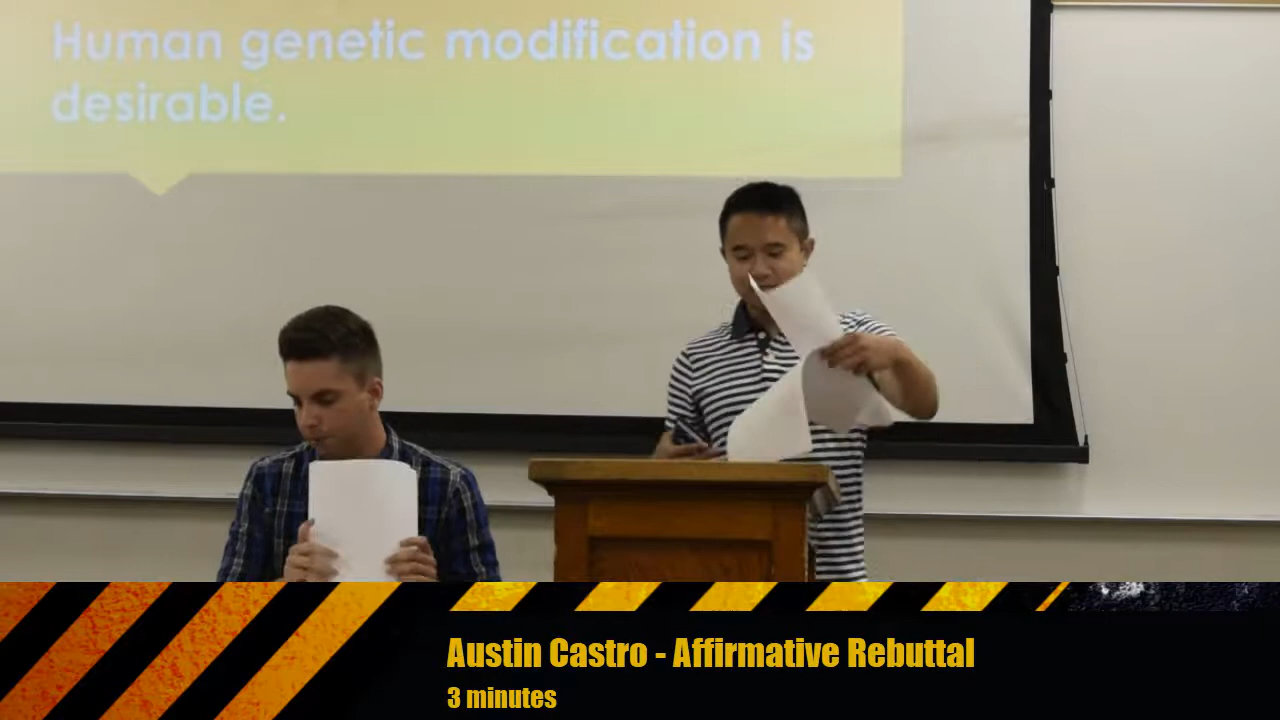 Human genetic modification is
desirable.
Austin Castro - Affirmative Rebuttal
3 minutes